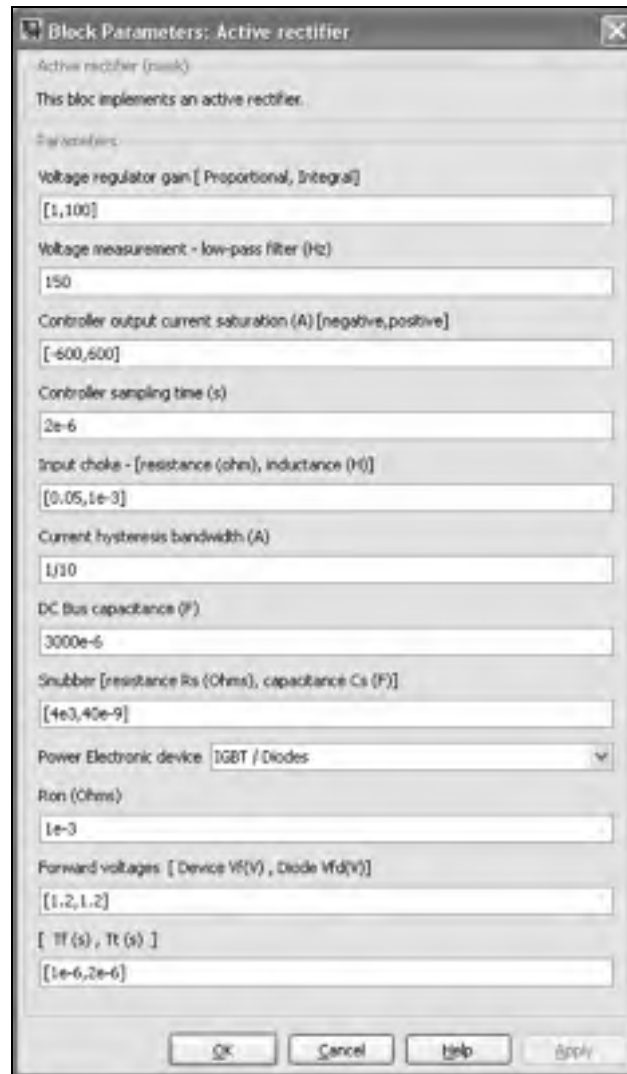 Block Parameters: Active rectifier
Active rectifier (mask)
This bloc implements an active rectifier.
Parameters
Voltage regulator gain [ Proportional, Integral]
[1,100]
Voltage measurement - low-pass filter (Hz)
150
Controller output current saturation (A) [negative,positive]
[-600,600]
Controller sampling time (s)
2e-6
Input choke - [resistance (ohm), inductance (H)]
[0.05,1e-3]
Current hysteresis bandwidth (A)
1/10
DC Bus capacitance (F)
3000e-6
Snubber [resistance Rs (Ohms), capacitance Cs (F)]
[4e3,40e-9]
Power Electronic device IGBT / Diodes
Ron (Ohms)
1e-3
Forward voltages [ Device Vf(V) , Diode Vfd(V)]
[1.2,1.2]
[ Tf (s) , Tt (s) ]
[1e-6,2e-6]
OK Cancel Help Apply